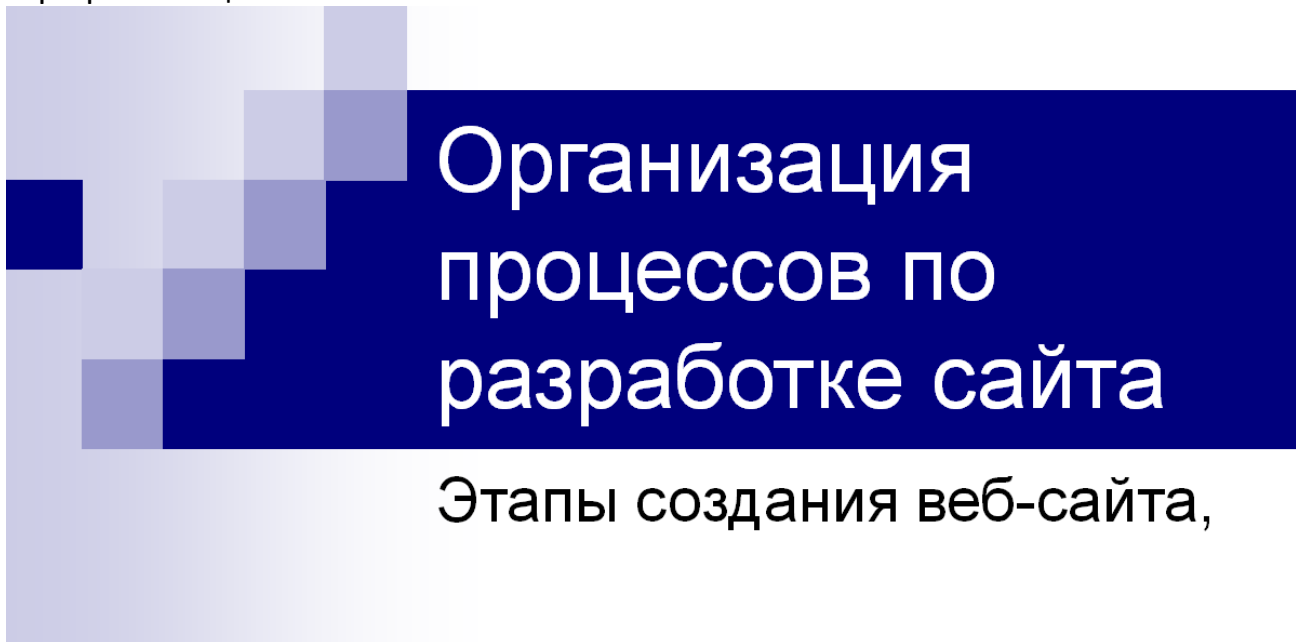 Организация
процессов по
разработке сайта
Этапы создания веб-сайта,